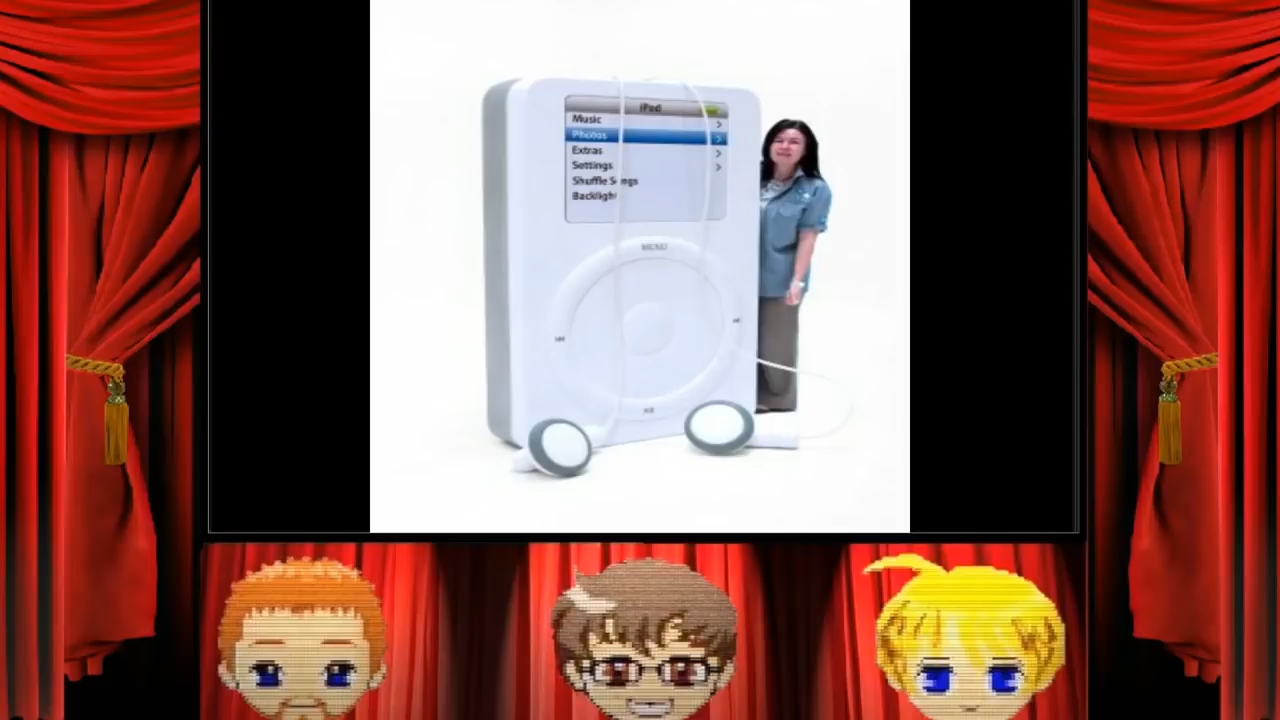 iPod
Music
Photos
Extras
Settings
Shuffle Songs
Backlight
MENU